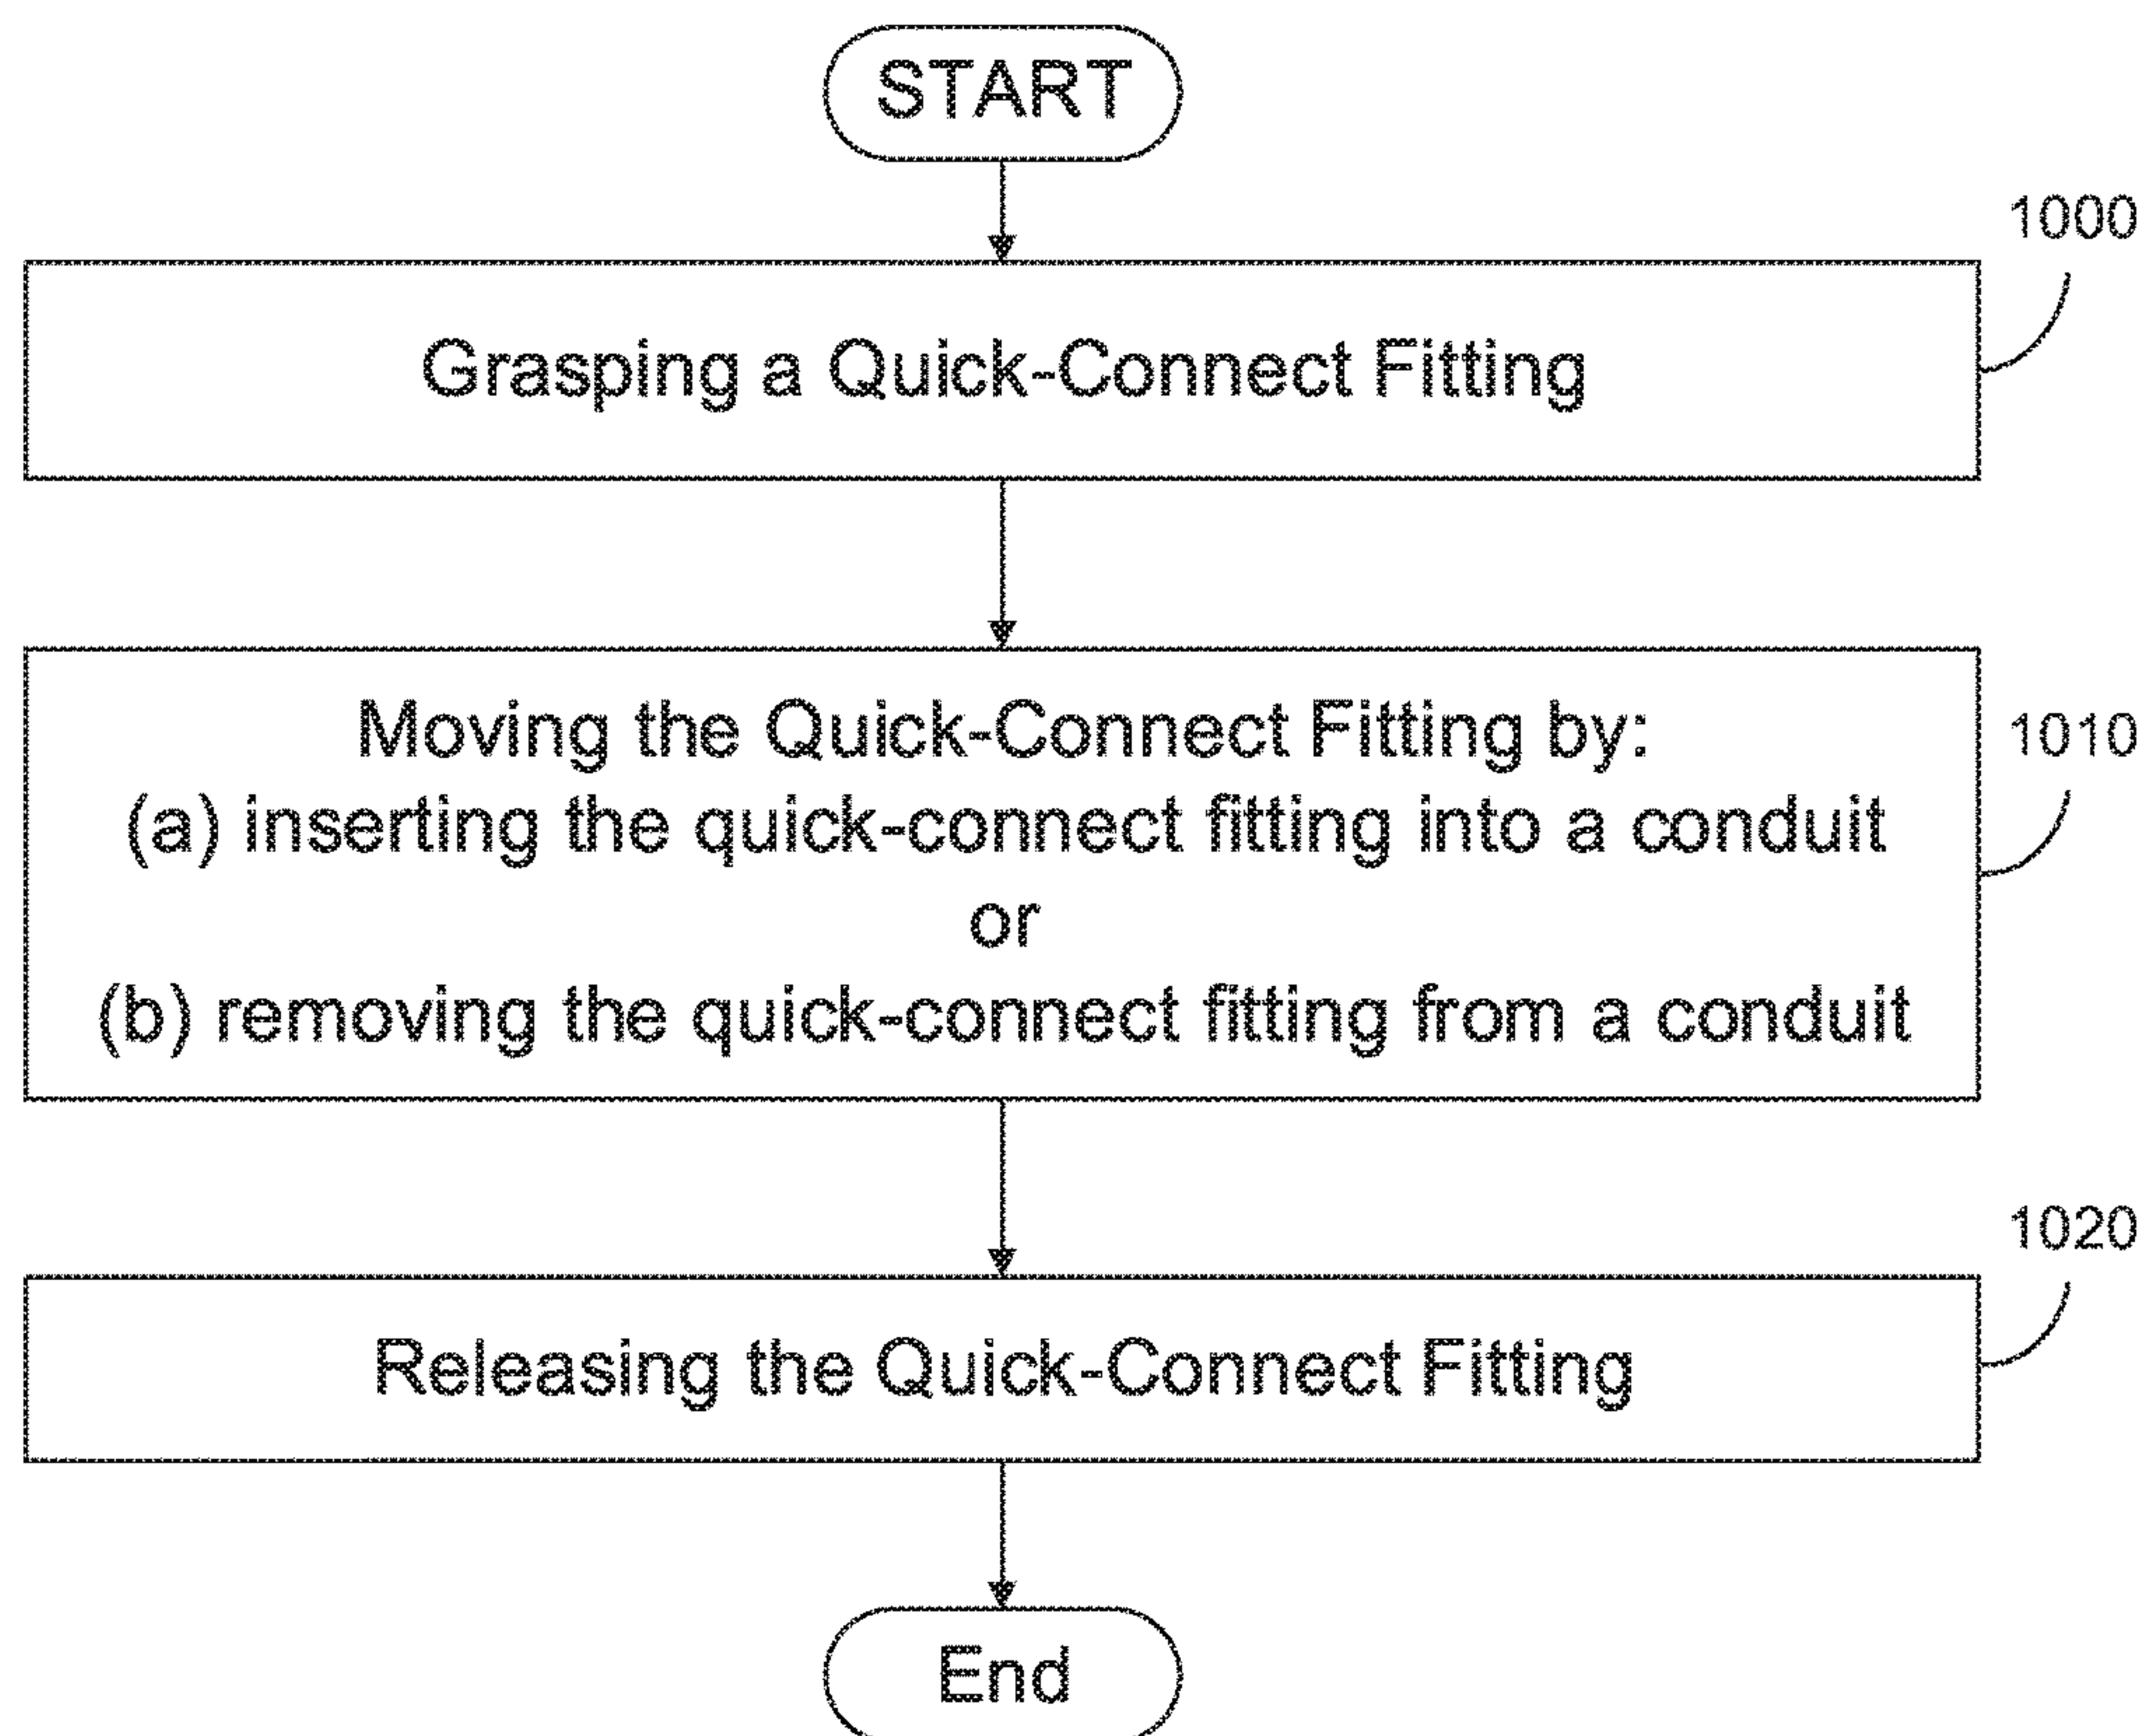 START
1000
Grasping a Quick-Connect Fitting
Moving the Quick-Connect Fitting by:
1010
(a) inserting the quick-connect fitting into a conduit
or
(b) removing the quick-connect fitting from a conduit
1020
Releasing the Quick-Connect Fitting
End